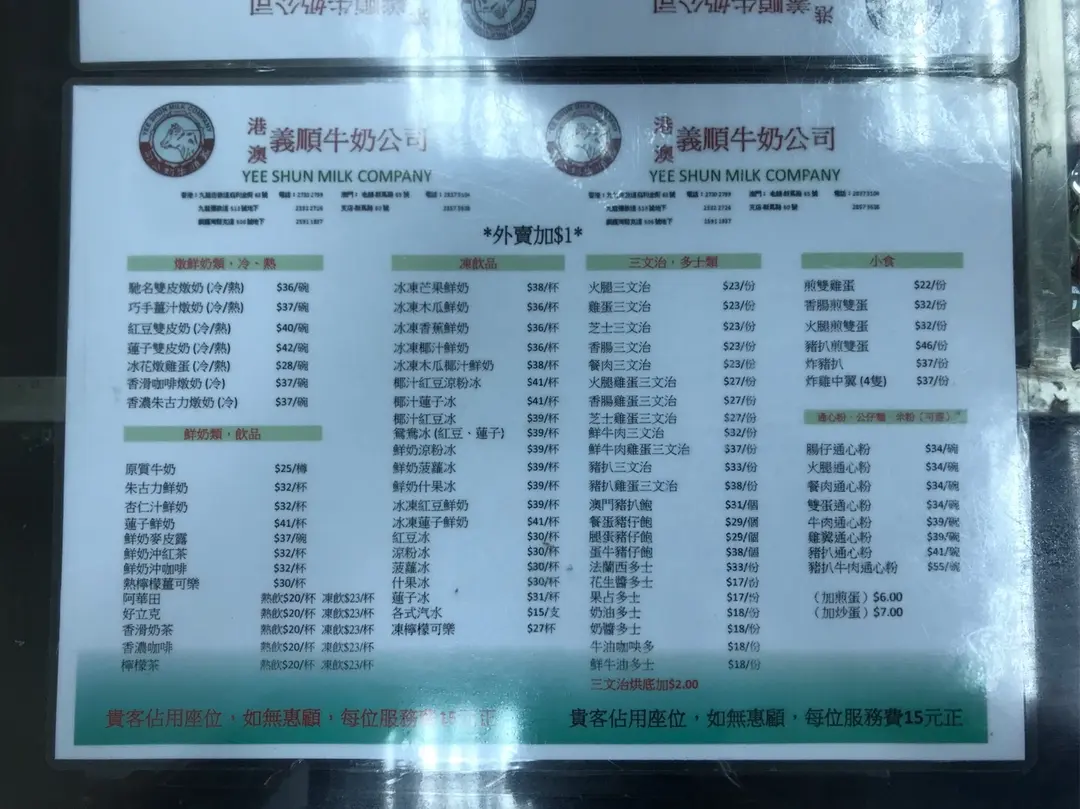 YEE SHUN MILK COMPANY
港澳義順牛奶公司
YEE SHUN MILK COMPANY
YEE SHUN MILK COMPANY
港澳義順牛奶公司
YEE SHUN MILK COMPANY
*外賣加$1*
燉鮮奶類，冷、熱
馳名雙皮燉奶 (冷/熱) $36/碗
巧手薑汁燉奶 (冷/熱) $37/碗
紅豆雙皮奶 (冷/熱) $40/碗
蓮子雙皮奶 (冷/熱) $42/碗
冰花燉雞蛋 (冷/熱) $28/碗
香滑咖啡燉奶 (冷) $37/碗
香濃朱古力燉奶 (冷) $37/碗
鮮奶類，飲品
原質牛奶 $25/樽
朱古力鮮奶 $32/杯
杏仁汁鮮奶 $32/杯
蓮子鮮奶 $41/杯
鮮奶麥皮露 $37/碗
鮮奶沖紅茶 $32/杯
鮮奶沖咖啡 $32/杯
熱檸檬薑可樂 $30/杯
阿華田 熱飲$20/杯 凍飲$23/杯
好立克 熱飲$20/杯 凍飲$23/杯
香滑奶茶 熱飲$20/杯 凍飲$23/杯
香濃咖啡 熱飲$20/杯 凍飲$23/杯
檸檬茶 熱飲$20/杯 凍飲$23/杯
凍飲品
冰凍芒果鮮奶 $38/杯
冰凍木瓜鮮奶 $36/杯
冰凍香蕉鮮奶 $36/杯
冰凍椰汁鮮奶 $36/杯
冰凍木瓜椰汁鮮奶 $38/杯
椰汁紅豆涼粉冰 $41/杯
椰汁蓮子冰 $41/杯
椰汁紅豆冰 $39/杯
鴛鴦冰 (紅豆、蓮子) $39/杯
鮮奶涼粉冰 $39/杯
鮮奶菠蘿冰 $39/杯
鮮奶什果冰 $39/杯
冰凍紅豆鮮奶 $39/杯
冰凍蓮子鮮奶 $41/杯
紅豆冰 $30/杯
涼粉冰 $30/杯
菠蘿冰 $30/杯
什果冰 $30/杯
蓮子冰 $31/杯
各式汽水 $15/支
凍檸檬可樂 $27杯
三文治，多士類
火腿三文治 $23/份
雞蛋三文治 $23/份
芝士三文治 $23/份
香腸三文治 $23/份
餐肉三文治 $23/份
火腿雞蛋三文治 $27/份
香腸雞蛋三文治 $27/份
芝士雞蛋三文治 $27/份
鮮牛肉三文治 $32/份
鮮牛肉雞蛋三文治 $37/份
豬扒三文治 $33/份
豬扒雞蛋三文治 $38/份
澳門豬扒飽 $31/個
餐蛋豬仔飽 $29/個
腿蛋豬仔飽 $29/個
蛋牛豬仔飽 $38/個
法蘭西多士 $33/份
花生醬多士 $17/份
果占多士 $17/份
奶油多士 $18/份
奶醬多士 $18/份
牛油咖央多 $18/份
鮮牛油多士 $18/份
三文治烘底加$2.00
小食
煎雙雞蛋 $22/份
香腸煎雙蛋 $32/份
火腿煎雙蛋 $32/份
豬扒煎雙蛋 $46/份
炸豬扒 $37/份
炸雞中翼 (4隻) $37/份
通心粉，公仔麵
腸仔通心粉 $34/碗
火腿通心粉 $34/碗
餐肉通心粉 $34/碗
雙蛋通心粉 $34/碗
牛肉通心粉 $39/碗
雞翼通心粉 $39/碗
豬扒通心粉 $41/碗
豬扒牛肉通心粉 $55/碗
（加煎蛋）$6.00
（加炒蛋）$7.00
貴客佔用座位，如無惠顧，每位服務費15元正
貴客佔用座位，如無惠顧，每位服務費15元正